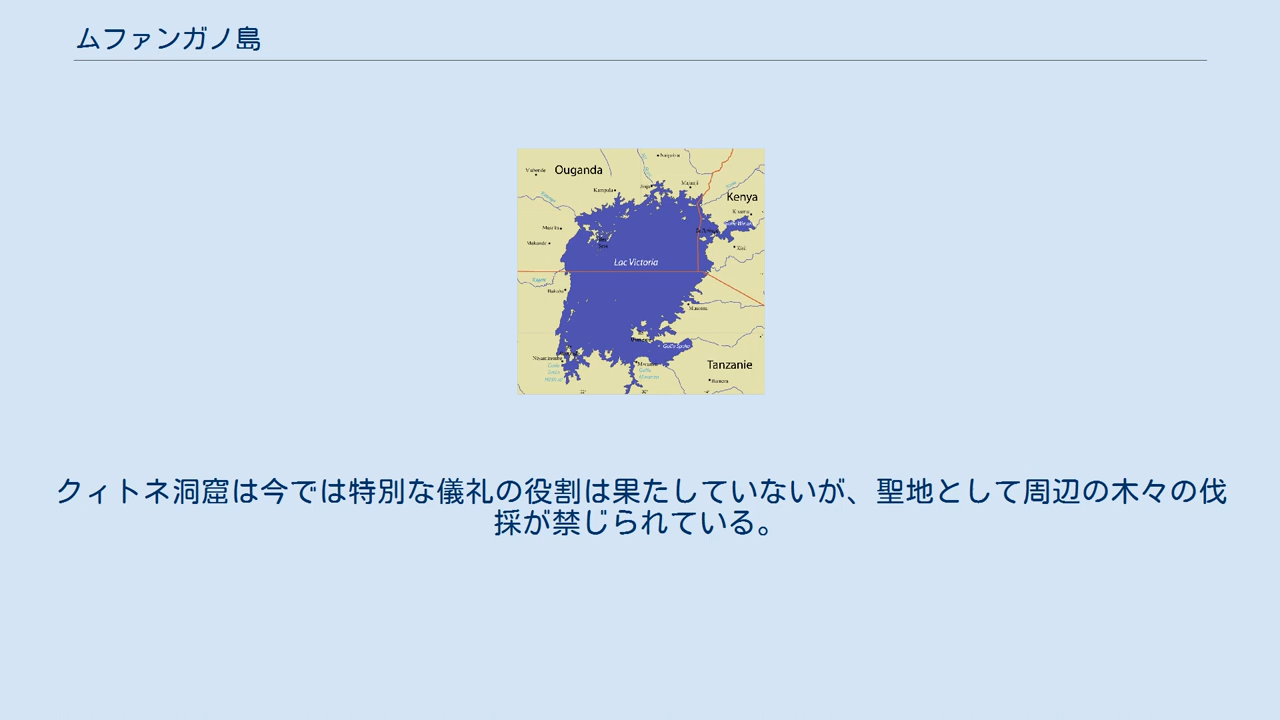 ムファンガノ島
Ouganda
Kampala
Kenya
Lac Victoria
Musoma
Tanzanie
クィトネ洞窟は今では特別な儀礼の役割は果たしていないが、聖地として周辺の木々の伐
採が禁じられている。